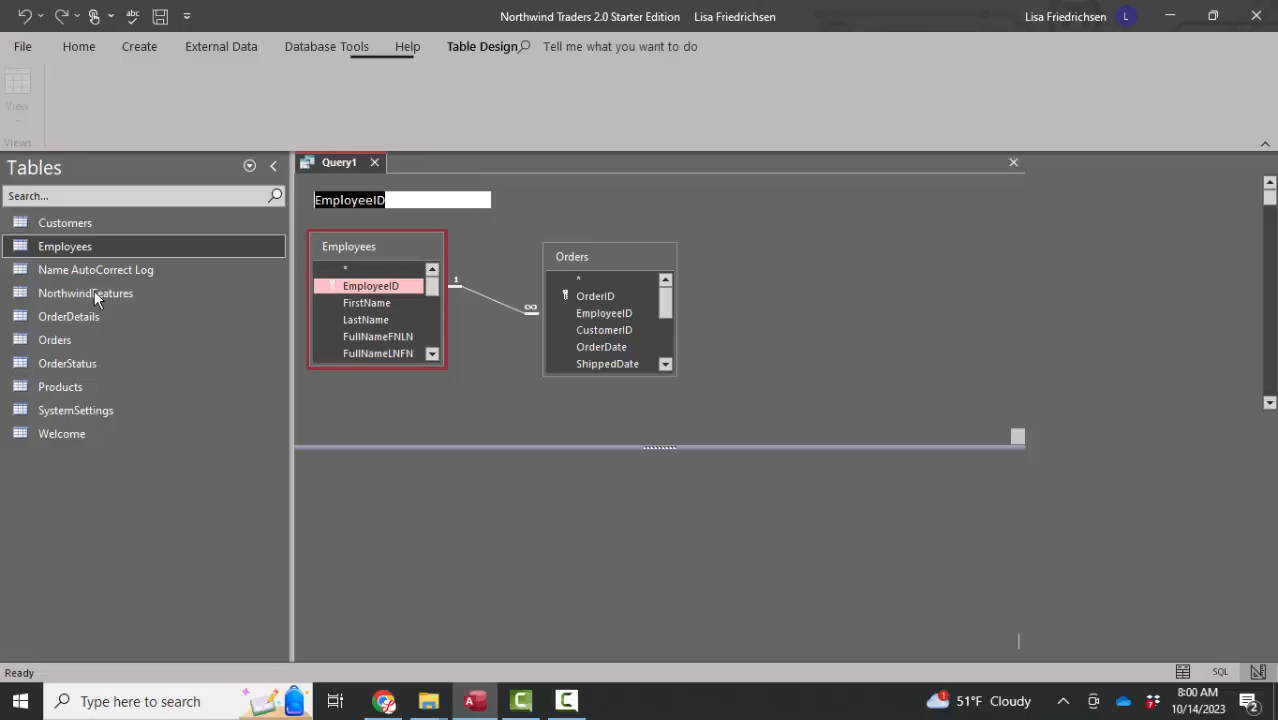 Northwind Traders 2.0 Starter Edition Lisa Friedrichsen
Lisa Friedrichsen L
File Home Create External Data Database Tools Help Table Design Tell me what you want to do
View
Views
Tables
Search...
Customers
Employees
Name AutoCorrect Log
NorthwindFeatures
OrderDetails
Orders
OrderStatus
Products
SystemSettings
Welcome
Query1
EmployeeID
Employees
*
EmployeeID
FirstName
LastName
FullNameFNLN
FullNameLNFN
1
∞
Orders
*
OrderID
EmployeeID
CustomerID
OrderDate
ShippedDate
Ready
SQL
Type here to search
51°F Cloudy
8:00 AM
10/14/2023
2